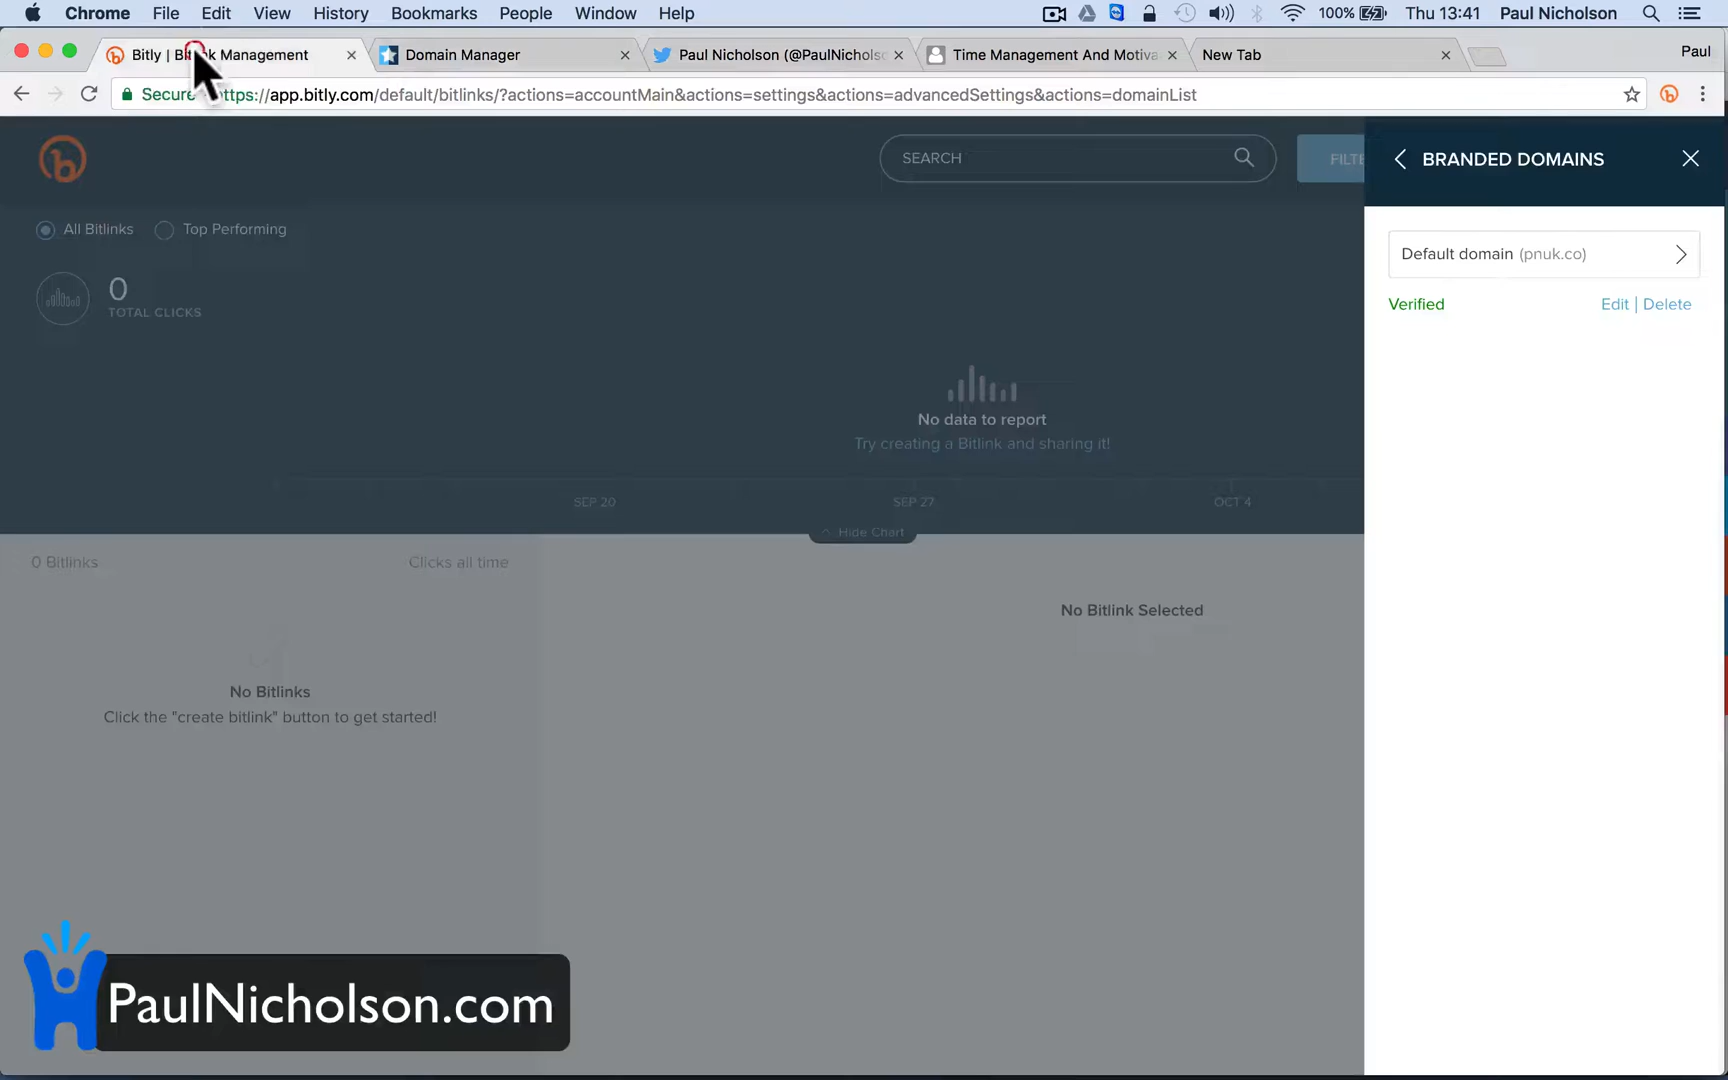 Chrome File Edit View History Bookmarks People Window Help 100% Thu 13:41 Paul Nicholson
Bitly | Bitlink Management Domain Manager Paul Nicholson (@PaulNicholso Time Management And Motiva New Tab Paul
Secure https://app.bitly.com/default/bitlinks/?actions=accountMain&actions=settings&actions=advancedSettings&actions=domainList
SEARCH FILTE BRANDED DOMAINS
All Bitlinks Top Performing
Default domain (pnuk.co)
0
TOTAL CLICKS
Verified Edit | Delete
No data to report
Try creating a Bitlink and sharing it!
SEP 20 SEP 27 OCT 4
Hide Chart
0 Bitlinks Clicks all time
No Bitlink Selected
No Bitlinks
Click the "create bitlink" button to get started!
PaulNicholson.com